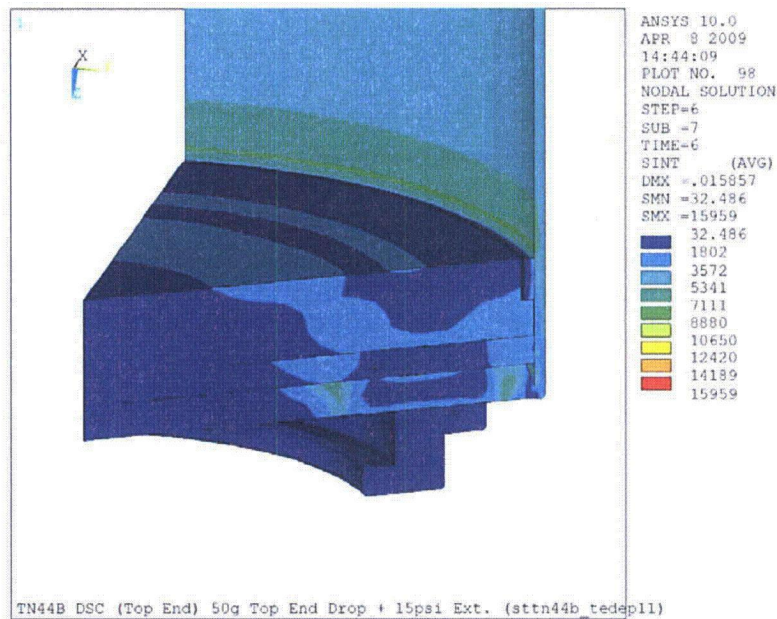 1
X
Z
ANSYS 10.0
APR 8 2009
14:44:09
PLOT NO. 98
NODAL SOLUTION
STEP=6
SUB =7
TIME=6
SINT (AVG)
DMX =.015857
SMN =32.486
SMX =15959
32.486
1802
3572
5341
7111
8880
10650
12420
14189
15959
TN44B DSC (Top End) 50g Top End Drop + 15psi Ext. (sttn44b_tedep11)